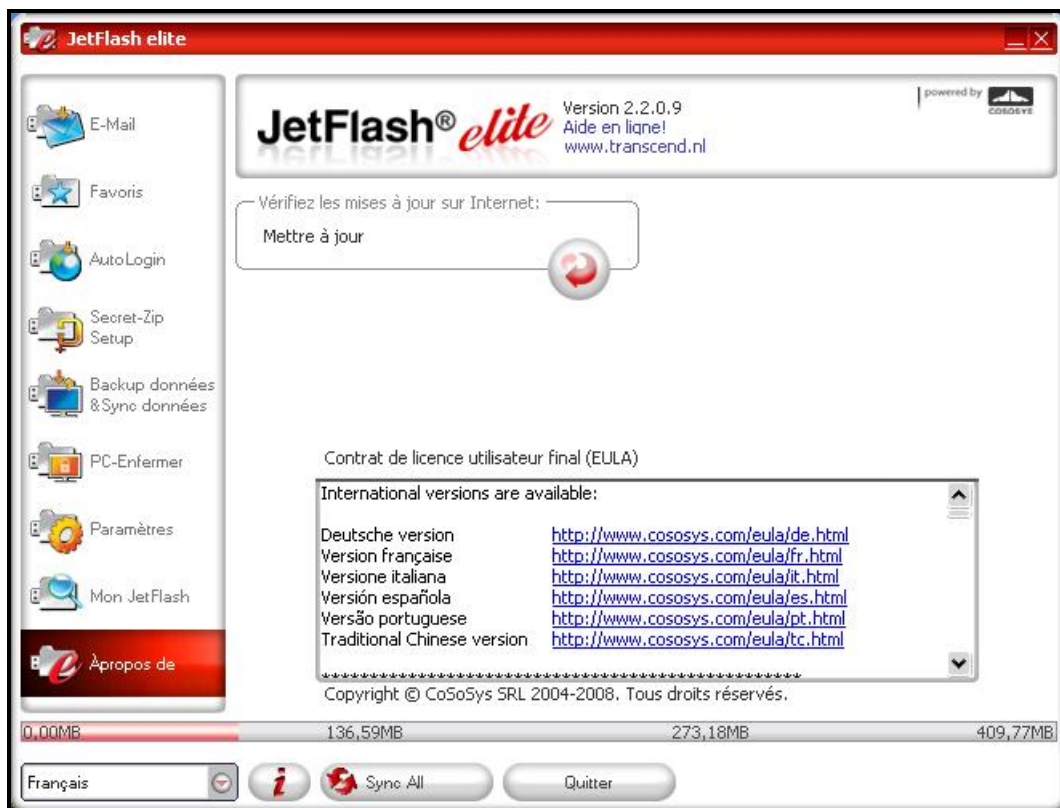 JetFlash elite
E-Mail
Favoris
AutoLogin
Secret-Zip
Setup
Backup données
&Sync données
PC-Enfermer
Paramètres
Mon JetFlash
Àpropos de
JetFlash® elite
Version 2.2.0.9
Aide en ligne!
www.transcend.nl
powered by
COSOSYS
Vérifiez les mises à jour sur Internet:
Mettre à jour
Contrat de licence utilisateur final (EULA)
International versions are available:
Deutsche version http://www.cososys.com/eula/de.html
Version française http://www.cososys.com/eula/fr.html
Versione italiana http://www.cososys.com/eula/it.html
Versión española http://www.cososys.com/eula/es.html
Versão portuguese http://www.cososys.com/eula/pt.html
Traditional Chinese version http://www.cososys.com/eula/tc.html
****************************************************
Copyright © CoSoSys SRL 2004-2008. Tous droits réservés.
0,00MB 136,59MB 273,18MB 409,77MB
Français
i
Sync All
Quitter